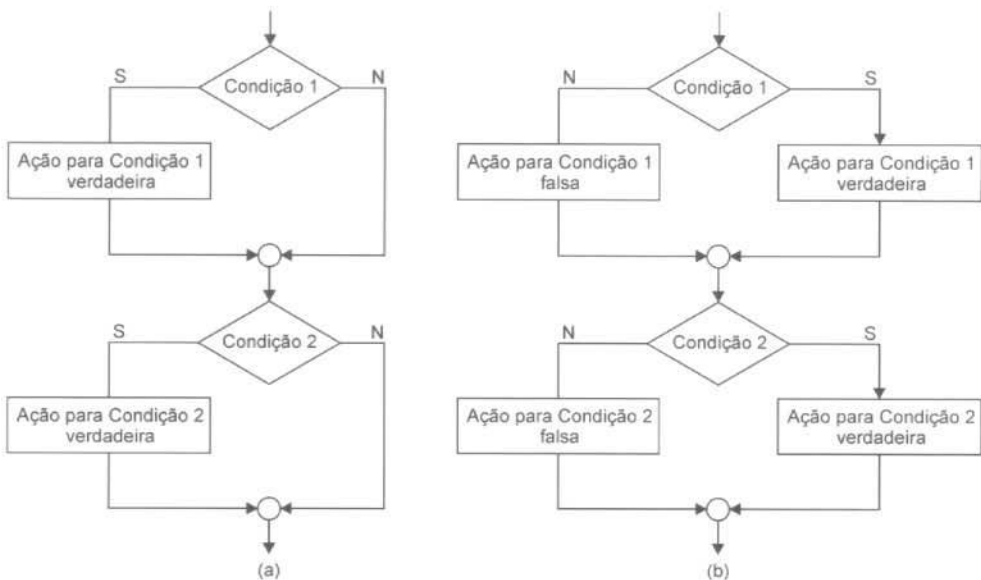 S
Condição 1
N
Ação para Condição 1
verdadeira
S
Condição 2
N
Ação para Condição 2
verdadeira
(a)
N
Condição 1
S
Ação para Condição 1
falsa
Ação para Condição 1
verdadeira
N
Condição 2
S
Ação para Condição 2
falsa
Ação para Condição 2
verdadeira
(b)